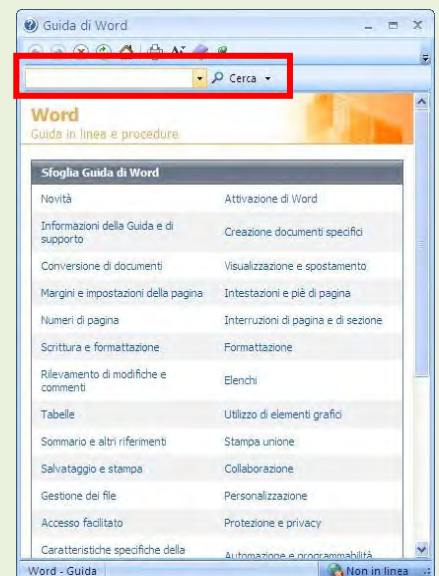 Guida di Word
Cerca
Word
Guida in linea e procedure
Sfoglia Guida di Word
Novità
Attivazione di Word
Informazioni della Guida e di
supporto
Creazione documenti specifici
Conversione di documenti
Visualizzazione e spostamento
Margini e impostazioni della pagina
Intestazioni e piè di pagina
Numeri di pagina
Interruzioni di pagina e di sezione
Scrittura e formattazione
Formattazione
Rilevamento di modifiche e
commenti
Elenchi
Tabelle
Utilizzo di elementi grafici
Sommario e altri riferimenti
Stampa unione
Salvataggio e stampa
Collaborazione
Gestione dei file
Personalizzazione
Accesso facilitato
Protezione e privacy
Caratteristiche specifiche della
Automazione e programmabilità
Word - Guida
Non in linea